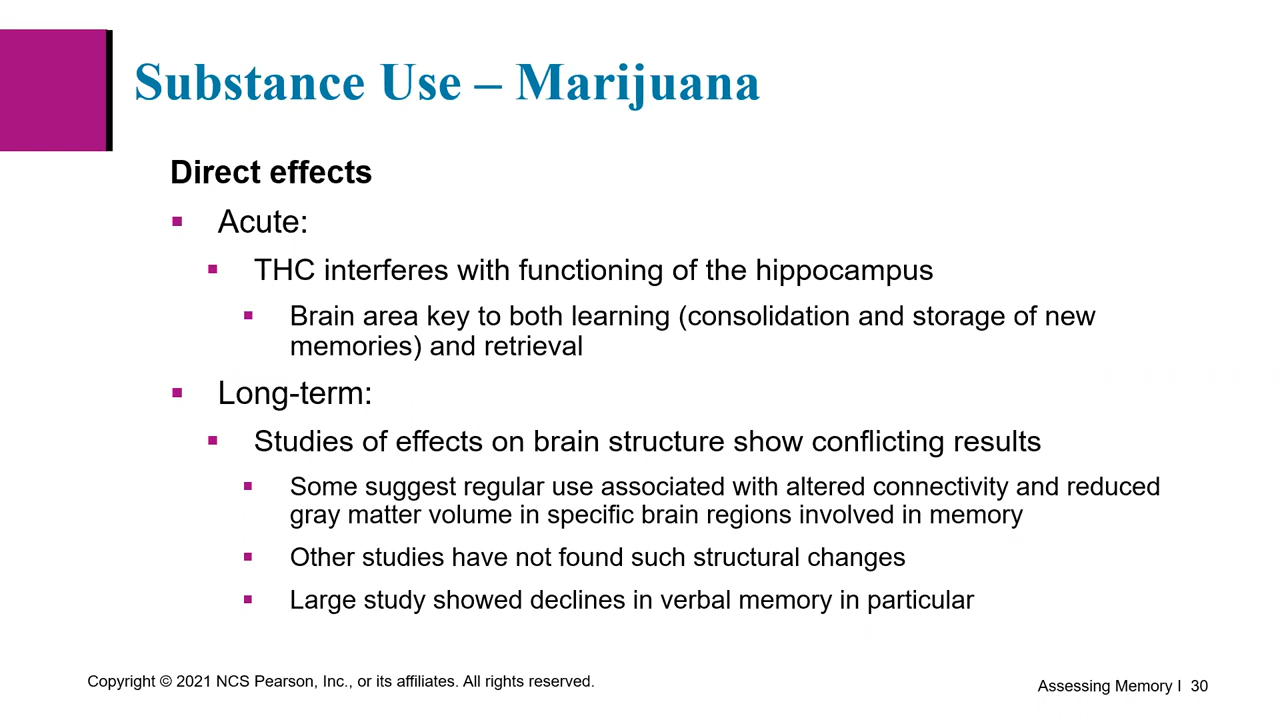 Substance Use – Marijuana
Direct effects
▪ Acute:
▪ THC interferes with functioning of the hippocampus
▪ Brain area key to both learning (consolidation and storage of new
memories) and retrieval
▪ Long-term:
▪ Studies of effects on brain structure show conflicting results
▪ Some suggest regular use associated with altered connectivity and reduced
gray matter volume in specific brain regions involved in memory
▪ Other studies have not found such structural changes
▪ Large study showed declines in verbal memory in particular
Copyright © 2021 NCS Pearson, Inc., or its affiliates. All rights reserved.
Assessing Memory I 30